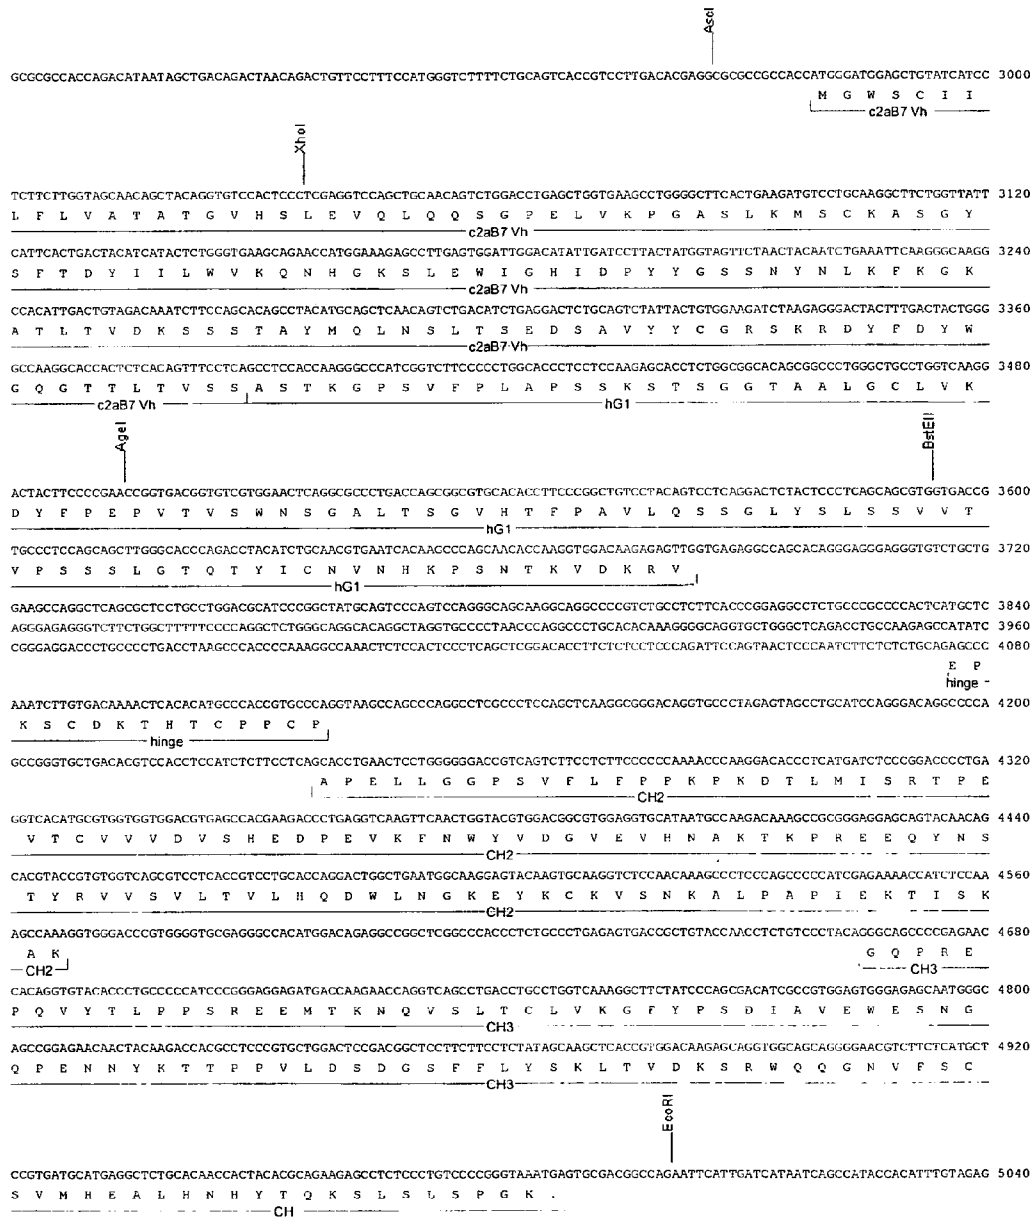 AscI
GCGCGCCACCAGACATAATAGCTGACAGACTAACAGACTGTTCCTTTCCATGGGTCTTTTCTGCAGTCACCGTCCTTGACACGAGGCGCGCCGCCACCATGGGATGGAGCTGTATCATCC 3000
M G W S C I I
c2aB7 Vh
XhoI
TCTTCTTGGTAGCAACAGCTACAGGTGTCCACTCCCTCGAGGTCCAGCTGCAACAGTCTGGACCTGAGCTGGTGAAGCCTGGGGCTTCACTGAAGATGTCCTGCAAGGCTTCTGGTTATT 3120
L F L V A T A T G V H S L E V Q L Q Q S G P E L V K P G A S L K M S C K A S G Y
c2aB7 Vh
CATTCACTGACTACATCATACTCTGGGTGAAGCAGAACCATGGAAAGAGCCTTGAGTGGATTGGACATATTGATCCTTACTATGGTAGTTCTAACTACAATCTGAAATTCAAGGGCAAGG 3240
S F T D Y I I L W V K Q N H G K S L E W I G H I D P Y Y G S S N Y N L K F K G K
c2aB7 Vh
CCACATTGACTGTAGACAAATCTTCCAGCACAGCCTACATGCAGCTCAACAGTCTGACATCTGAGGACTCTGCAGTCTATTACTGTGGAAGATCTAAGAGGGACTACTTTGACTACTGGG 3360
A T L T V D K S S S T A Y M Q L N S L T S E D S A V Y Y C G R S K R D Y F D Y W
c2aB7 Vh
GCCAAGGCACCACTCTCACAGTTTCCTCAGCCTCCACCAAGGGCCCATCGGTCTTCCCCCTGGCACCCTCCTCCAAGAGCACCTCTGGCGGCACAGCGGCCCTGGGCTGCCTGGTCAAGG 3480
G Q G T T L T V S S A S T K G P S V F P L A P S S K S T S G G T A A L G C L V K
c2aB7 Vh hG1
AgeI BstEII
ACTACTTCCCCGAACCGGTGACGGTGTCGTGGAACTCAGGCGCCCTGACCAGCGGCGTGCACACCTTCCCGGCTGTCCTACAGTCCTCAGGACTCTACTCCCTCAGCAGCGTGGTGACCG 3600
D Y F P E P V T V S W N S G A L T S G V H T F P A V L Q S S G L Y S L S S V V T
hG1
TGCCCTCCAGCAGCTTGGGCACCCAGACCTACATCTGCAACGTGAATCACAAGCCCAGCAACACCAAGGTGGACAAGAGAGTTGGTGAGAGGCCAGCACAGGGAGGGAGGGTGTCTGCTG 3720
V P S S S L G T Q T Y I C N V N H K P S N T K V D K R V
hG1
GAAGCCAGGCTCAGCGCTCCTGCCTGGACGCATCCCGGCTATGCAGTCCCAGTCCAGGGCAGCAAGGCAGGCCCCGTCTGCCTCTTCACCCGGAGGCCTCTGCCCGCCCCACTCATGCTC 3840
AGGGAGAGGGTCTTCTGGCTTTTTCCCCAGGCTCTGGGCAGGCACAGGCTAGGTGCCCCTAACCCAGGCCCTGCACACAAAGGGGCAGGTGCTGGGCTCAGACCTGCCAAGAGCCATATC 3960
CGGGAGGACCCTGCCCCTGACCTAAGCCCACCCCAAAGGCCAAACTCTCCACTCCCTCAGCTCGGACACCTTCTCTCCTCCCAGATTCCAGTAACTCCCAATCTTCTCTCTGCAGAGCCC 4080
E P
hinge
AAATCTTGTGACAAAACTCACACATGCCCACCGTGCCCAGGTAAGCCAGCCCAGGCCTCGCCCTCCAGCTCAAGGCGGGACAGGTGCCCTAGAGTAGCCTGCATCCAGGGACAGGCCCCA 4200
K S C D K T H T C P P C P
hinge
GCCGGGTGCTGACACGTCCACCTCCATCTCTTCCTCAGCACCTGAACTCCTGGGGGGACCGTCAGTCTTCCTCTTCCCCCCAAAACCCAAGGACACCCTCATGATCTCCCGGACCCCTGA 4320
A P E L L G G P S V F L F P P K P K D T L M I S R T P E
CH2
GGTCACATGCGTGGTGGTGGACGTGAGCCACGAAGACCCTGAGGTCAAGTTCAACTGGTACGTGGACGGCGTGGAGGTGCATAATGCCAAGACAAAGCCGCGGGAGGAGCAGTACAACAG 4440
V T C V V V D V S H E D P E V K F N W Y V D G V E V H N A K T K P R E E Q Y N S
CH2
CACGTACCGTGTGGTCAGCGTCCTCACCGTCCTGCACCAGGACTGGCTGAATGGCAAGGAGTACAAGTGCAAGGTCTCCAACAAAGCCCTCCCAGCCCCCATCGAGAAAACCATCTCCAA 4560
T Y R V V S V L T V L H Q D W L N G K E Y K C K V S N K A L P A P I E K T I S K
CH2
AGCCAAAGGTGGGACCCGTGGGGTGCGAGGGCCACATGGACAGAGGCCGGCTCGGCCCACCCTCTGCCCTGAGAGTGACCGCTGTACCAACCTCTGTCCCTACAGGGCAGCCCCGAGAAC 4680
A K G Q P R E
CH2 CH3
CACAGGTGTACACCCTGCCCCCATCCCGGGAGGAGATGACCAAGAACCAGGTCAGCCTGACCTGCCTGGTCAAAGGCTTCTATCCCAGCGACATCGCCGTGGAGTGGGAGAGCAATGGGC 4800
P Q V Y T L P P S R E E M T K N Q V S L T C L V K G F Y P S D I A V E W E S N G
CH3
AGCCGGAGAACAACTACAAGACCACGCCTCCCGTGCTGGACTCCGACGGCTCCTTCTTCCTCTATAGCAAGCTCACCGTGGACAAGAGCAGGTGGCAGCAGGGGAACGTCTTCTCATGCT 4920
Q P E N N Y K T T P P V L D S D G S F F L Y S K L T V D K S R W Q Q G N V F S C
CH3
EcoRI
CCGTGATGCATGAGGCTCTGCACAACCACTACACGCAGAAGAGCCTCTCCCTGTCCCCGGGTAAATGAGTGCGACGGCCAGAATTCATTGATCATAATCAGCCATACCACATTTGTAGAG 5040
S V M H E A L H N H Y T Q K S L S L S P G K .
CH